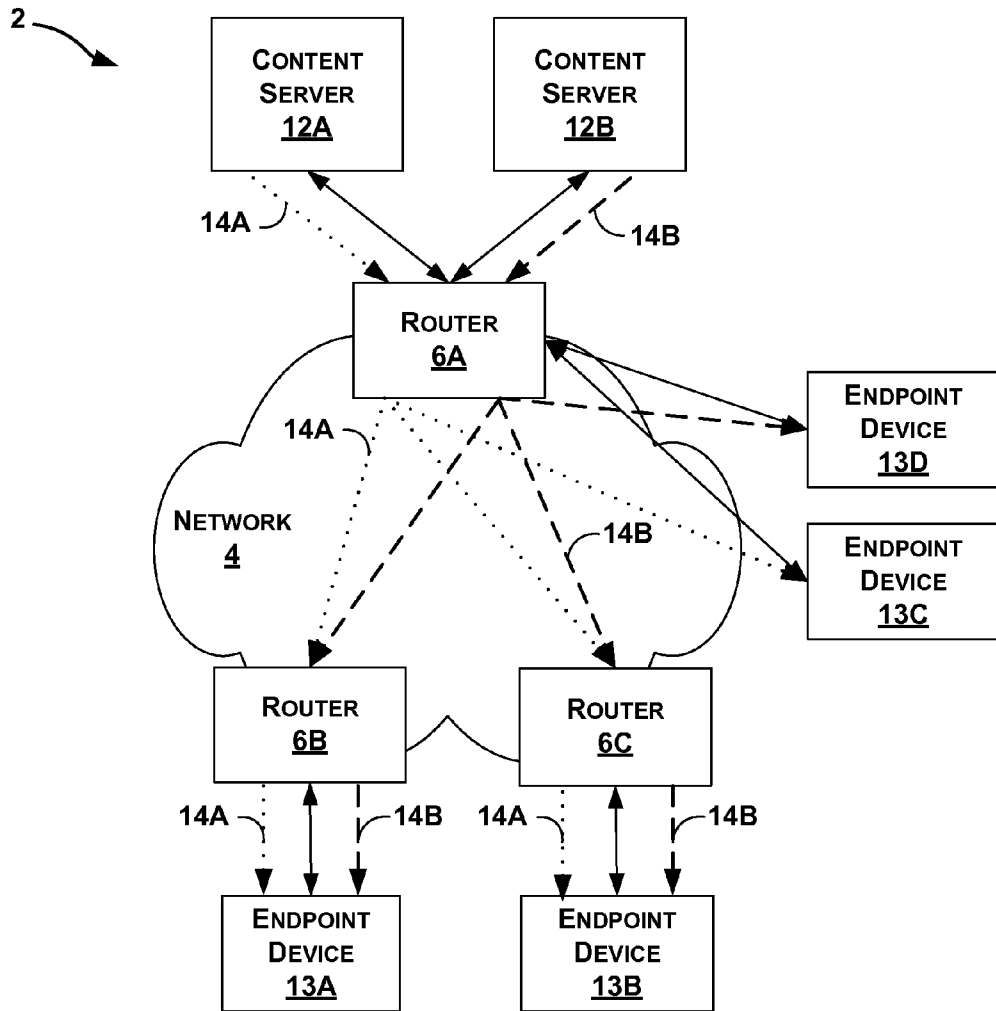 2
CONTENT
SERVER
12A
CONTENT
SERVER
12B
14A
14B
ROUTER
6A
14A
ENDPOINT
DEVICE
13D
NETWORK
4
14B
ENDPOINT
DEVICE
13C
ROUTER
6B
ROUTER
6C
14A
14B
14A
14B
ENDPOINT
DEVICE
13A
ENDPOINT
DEVICE
13B